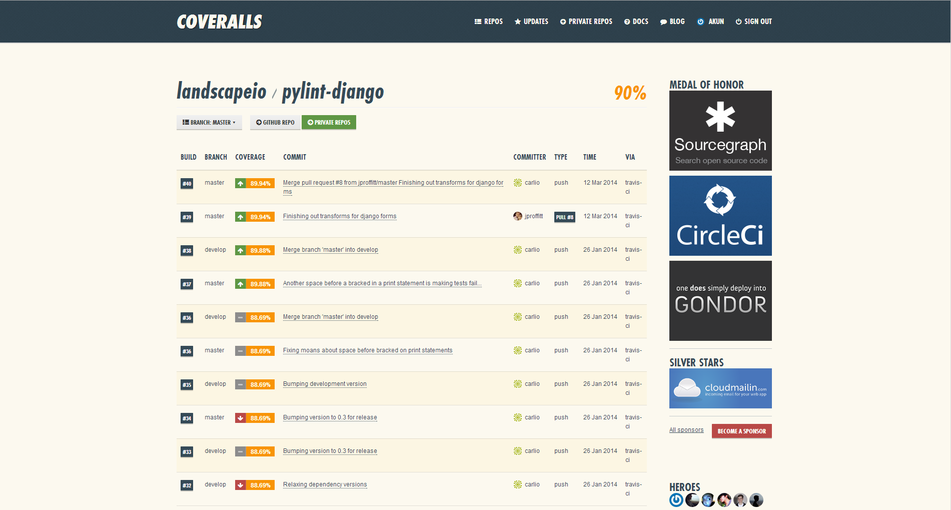 COVERALLS
REPOS UPDATES PRIVATE REPOS DOCS BLOG AKUN SIGN OUT
landscapeio / pylint-django
90%
BRANCH: MASTER GITHUB REPO PRIVATE REPOS
BUILD BRANCH COVERAGE COMMIT COMMITTER TYPE TIME VIA
#40 master 89.94% Merge pull request #8 from jproffitt/master Finishing out transforms for django for carlio push 12 Mar 2014 travis-
ms ci
#39 master 89.94% Finishing out transforms for django forms jproffitt PULL #8 12 Mar 2014 travis-
ci
#38 develop 89.88% Merge branch 'master' into develop carlio push 26 Jan 2014 travis-
ci
#37 master 89.88% Another space before a bracked in a print statement is making tests fail... carlio push 26 Jan 2014 travis-
ci
#36 develop 88.69% Merge branch 'master' into develop carlio push 26 Jan 2014 travis-
ci
#36 master 88.69% Fixing moans about space before bracked on print statements carlio push 26 Jan 2014 travis-
ci
#35 develop 88.69% Bumping development version carlio push 26 Jan 2014 travis-
ci
#34 master 88.69% Bumping version to 0.3 for release carlio push 26 Jan 2014 travis-
ci
#33 develop 88.69% Bumping version to 0.3 for release carlio push 26 Jan 2014 travis-
ci
#32 develop 88.69% Relaxing dependency versions carlio push 26 Jan 2014 travis-
ci
MEDAL OF HONOR
Sourcegraph
Search open source code
CircleCi
one does simply deploy into
GONDOR
SILVER STARS
cloudmailin.com
becoming passé for your web app
All sponsors BECOME A SPONSOR
HEROES